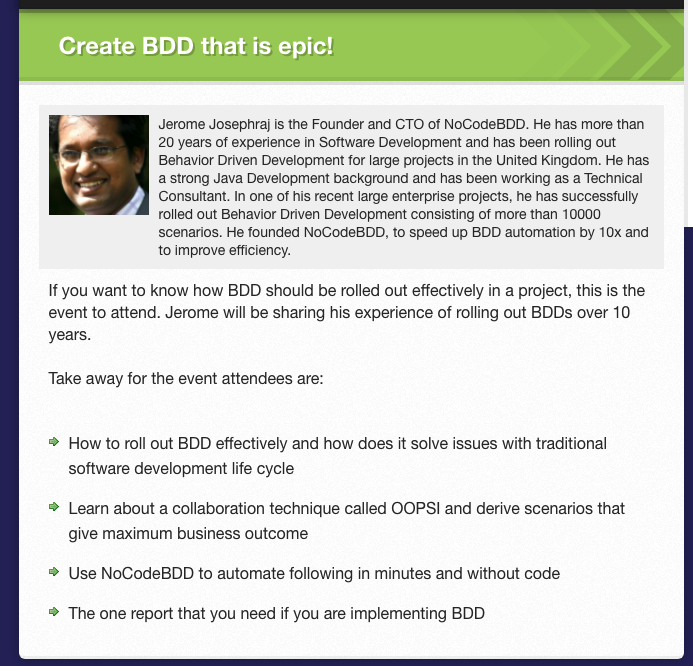 Create BDD that is epic!
Jerome Josephraj is the Founder and CTO of NoCodeBDD. He has more than
20 years of experience in Software Development and has been rolling out
Behavior Driven Development for large projects in the United Kingdom. He has
a strong Java Development background and has been working as a Technical
Consultant. In one of his recent large enterprise projects, he has successfully
rolled out Behavior Driven Development consisting of more than 10000
scenarios. He founded NoCodeBDD, to speed up BDD automation by 10x and
to improve efficiency.
If you want to know how BDD should be rolled out effectively in a project, this is the
event to attend. Jerome will be sharing his experience of rolling out BDDs over 10
years.
Take away for the event attendees are:
How to roll out BDD effectively and how does it solve issues with traditional
software development life cycle
Learn about a collaboration technique called OOPSI and derive scenarios that
give maximum business outcome
Use NoCodeBDD to automate following in minutes and without code
The one report that you need if you are implementing BDD